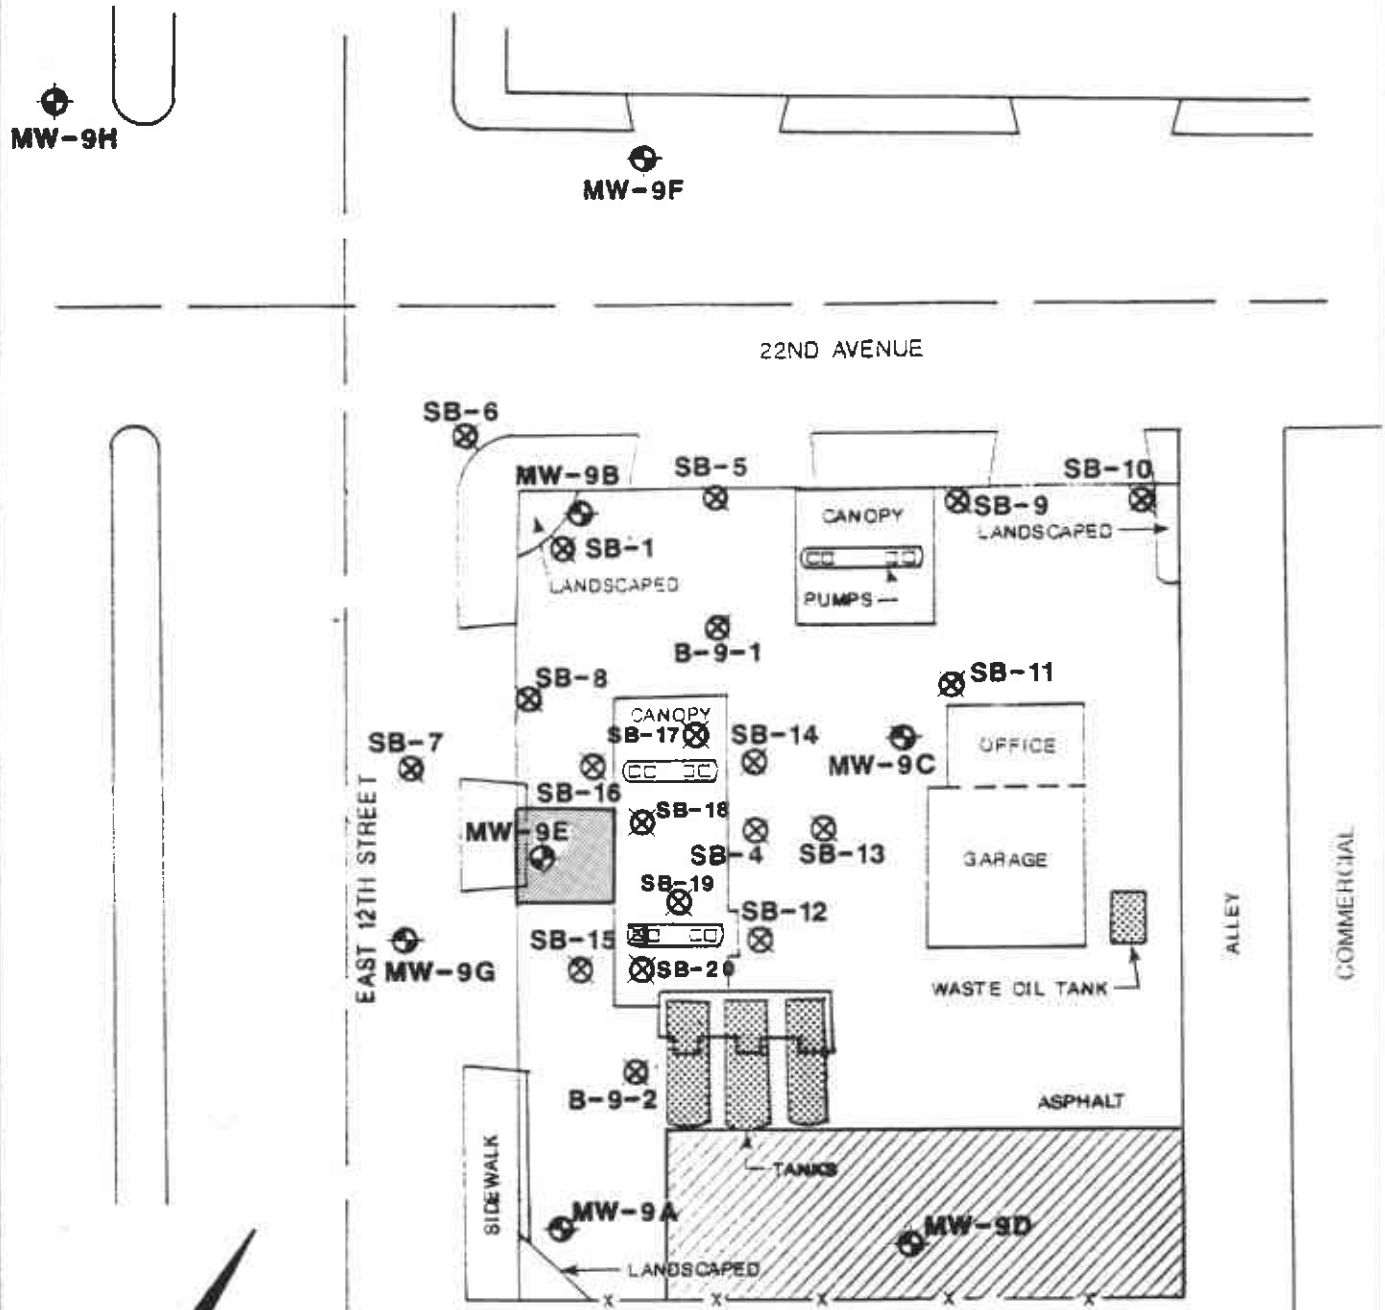 MW-9H
MW-9F
22ND AVENUE
SB-6
MW-9B
SB-5
SB-10
CANOPY
SB-9
LANDSCAPED
SB-1
LANDSCAPED
PUMPS
B-9-1
SB-8
SB-11
CANOPY
SB-17
SB-14
OFFICE
SB-7
MW-9C
SB-16
SB-18
MW-9E
SB-4
SB-13
GARAGE
EAST 12TH STREET
SB-19
SB-12
SB-15
MW-9G
SB-20
WASTE OIL TANK
ALLEY
COMMERCIAL
B-9-2
ASPHALT
TANKS
SIDEWALK
MW-9A
MW-9D
LANDSCAPED
X X X X X